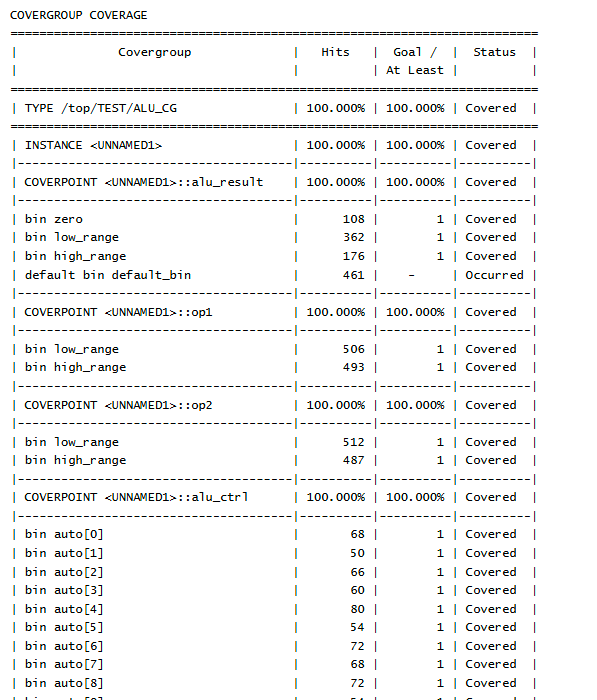 COVERGROUP COVERAGE
=========================================================================
|              Covergroup              |   Hits   |  Goal /  |  Status  |
|                                      |          | At Least |          |
=========================================================================
| TYPE /top/TEST/ALU_CG                | 100.000% | 100.000% | Covered  |
=========================================================================
| INSTANCE <UNNAMED1>                  | 100.000% | 100.000% | Covered  |
|--------------------------------------|----------|----------|----------|
| COVERPOINT <UNNAMED1>::alu_result    | 100.000% | 100.000% | Covered  |
|--------------------------------------|----------|----------|----------|
| bin zero                             |      108 |        1 | Covered  |
| bin low_range                        |      362 |        1 | Covered  |
| bin high_range                       |      176 |        1 | Covered  |
| default bin default_bin              |      461 |    -     | Occurred |
|--------------------------------------|----------|----------|----------|
| COVERPOINT <UNNAMED1>::op1           | 100.000% | 100.000% | Covered  |
|--------------------------------------|----------|----------|----------|
| bin low_range                        |      506 |        1 | Covered  |
| bin high_range                       |      493 |        1 | Covered  |
|--------------------------------------|----------|----------|----------|
| COVERPOINT <UNNAMED1>::op2           | 100.000% | 100.000% | Covered  |
|--------------------------------------|----------|----------|----------|
| bin low_range                        |      512 |        1 | Covered  |
| bin high_range                       |      487 |        1 | Covered  |
|--------------------------------------|----------|----------|----------|
| COVERPOINT <UNNAMED1>::alu_ctrl      | 100.000% | 100.000% | Covered  |
|--------------------------------------|----------|----------|----------|
| bin auto[0]                          |       68 |        1 | Covered  |
| bin auto[1]                          |       50 |        1 | Covered  |
| bin auto[2]                          |       66 |        1 | Covered  |
| bin auto[3]                          |       60 |        1 | Covered  |
| bin auto[4]                          |       80 |        1 | Covered  |
| bin auto[5]                          |       54 |        1 | Covered  |
| bin auto[6]                          |       72 |        1 | Covered  |
| bin auto[7]                          |       68 |        1 | Covered  |
| bin auto[8]                          |       72 |        1 | Covered  |